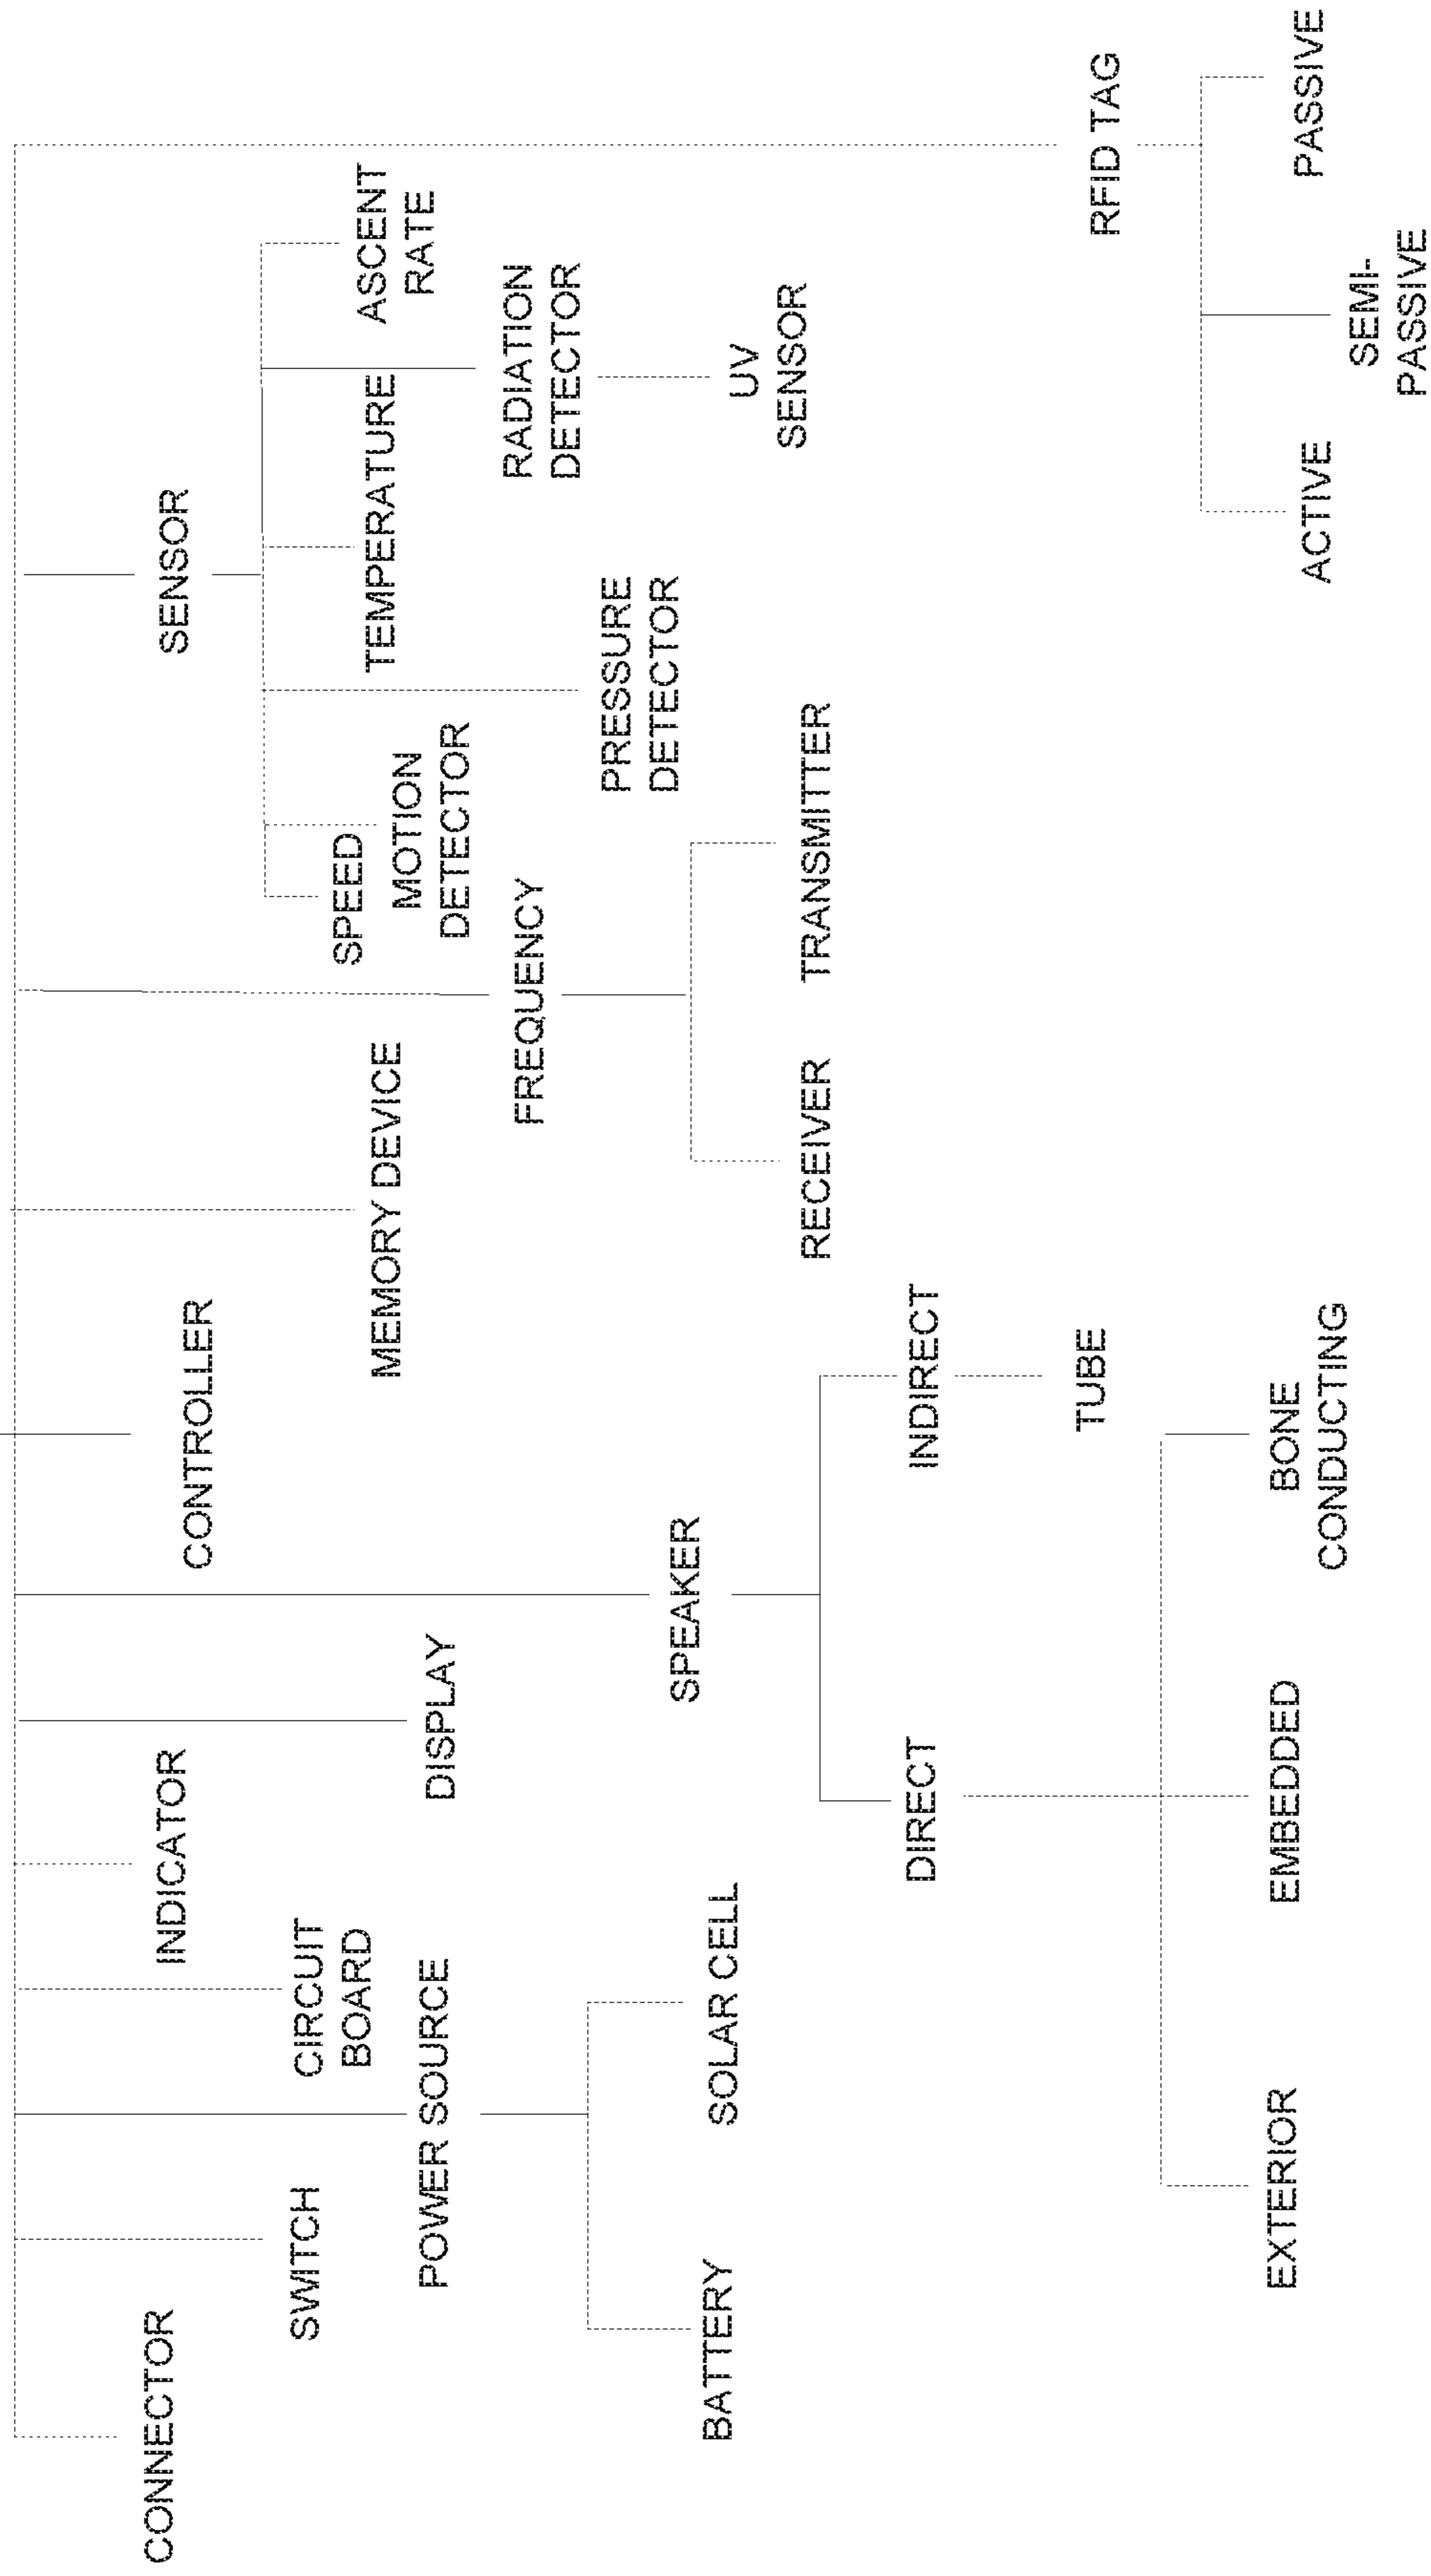 CONNECTOR
SWITCH
POWER SOURCE
BATTERY
SOLAR CELL
CIRCUIT
BOARD
INDICATOR
DISPLAY
SPEAKER
DIRECT
EXTERIOR
EMBEDDED
BONE
CONDUCTING
INDIRECT
TUBE
CONTROLLER
MEMORY DEVICE
FREQUENCY
RECEIVER
TRANSMITTER
SENSOR
SPEED
MOTION
DETECTOR
PRESSURE
DETECTOR
TEMPERATURE
RADIATION
DETECTOR
UV
SENSOR
ASCENT
RATE
RFID TAG
ACTIVE
SEMI-
PASSIVE
PASSIVE